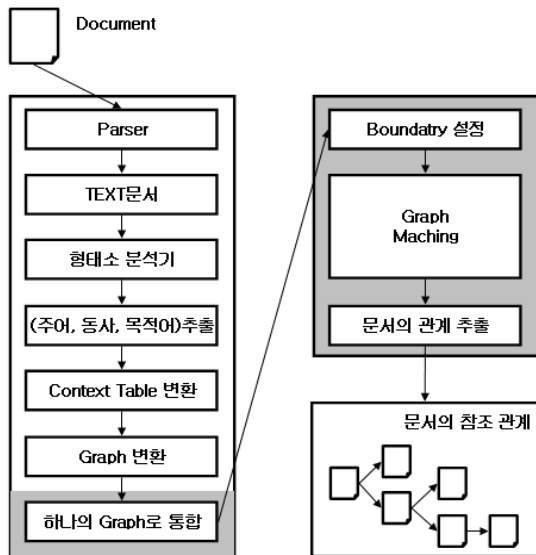 Document
Parser
TEXT문서
형태소 분석기
(주어, 동사, 목적어)추출
Context Table 변환
Graph 변환
하나의 Graph로 통합
Boundatry 설정
Graph
Maching
문서의 관계 추출
문서의 참조 관계